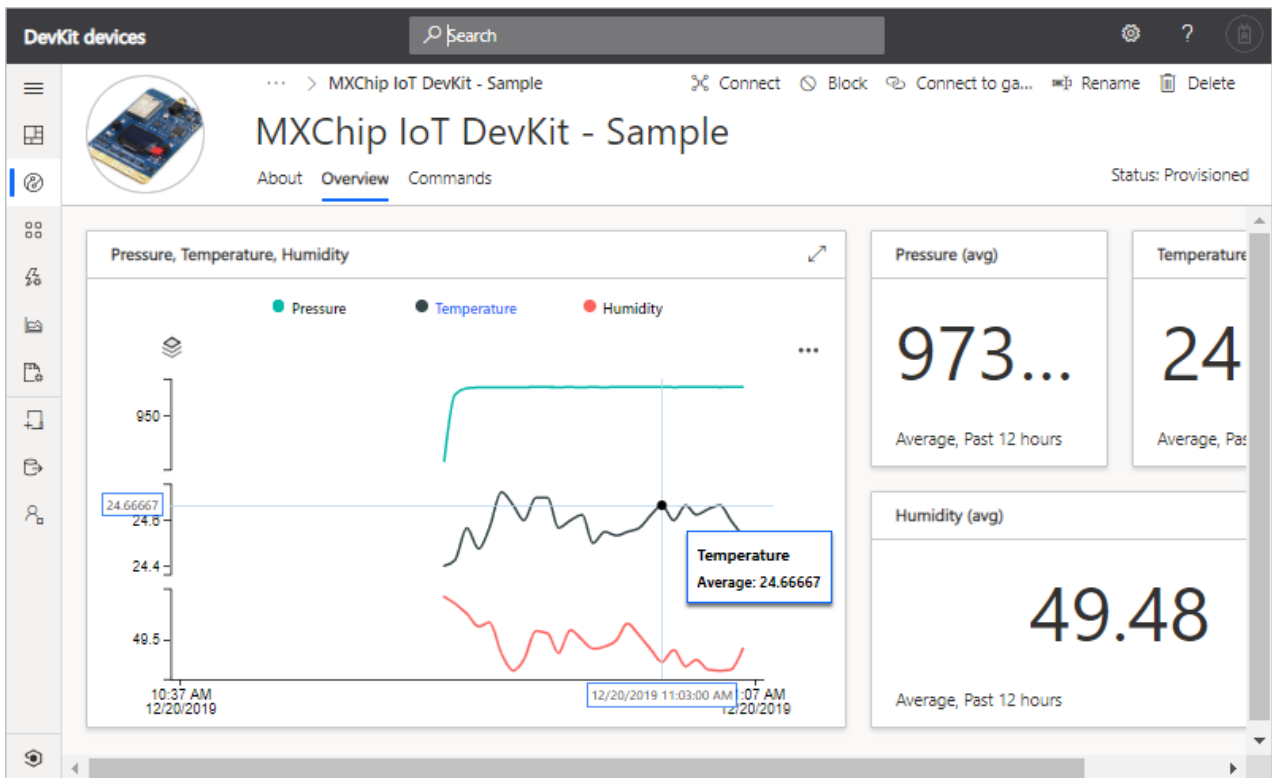 DevKit devices
Search
?
··· > MXChip IoT DevKit - Sample
Connect Block Connect to ga... Rename Delete
MXChip IoT DevKit - Sample
About Overview Commands
Status: Provisioned
Pressure, Temperature, Humidity
Pressure Temperature Humidity
950
24.66667
24.6
24.4
49.5
Temperature
Average: 24.66667
10:37 AM
12/20/2019
12/20/2019 11:03:00 AM
:07 AM
12/20/2019
Pressure (avg)
973...
Average, Past 12 hours
Temperature
24
Average, Pas
Humidity (avg)
49.48
Average, Past 12 hours